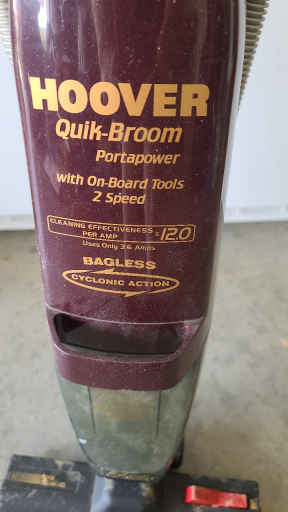 HOOVER
Quik-Broom
Portapower
with On-Board Tools
2 Speed
CLEANING EFFECTIVENESS
PER AMP = 12.0
Uses Only 3.6 Amps
BAGLESS
CYCLONIC ACTION